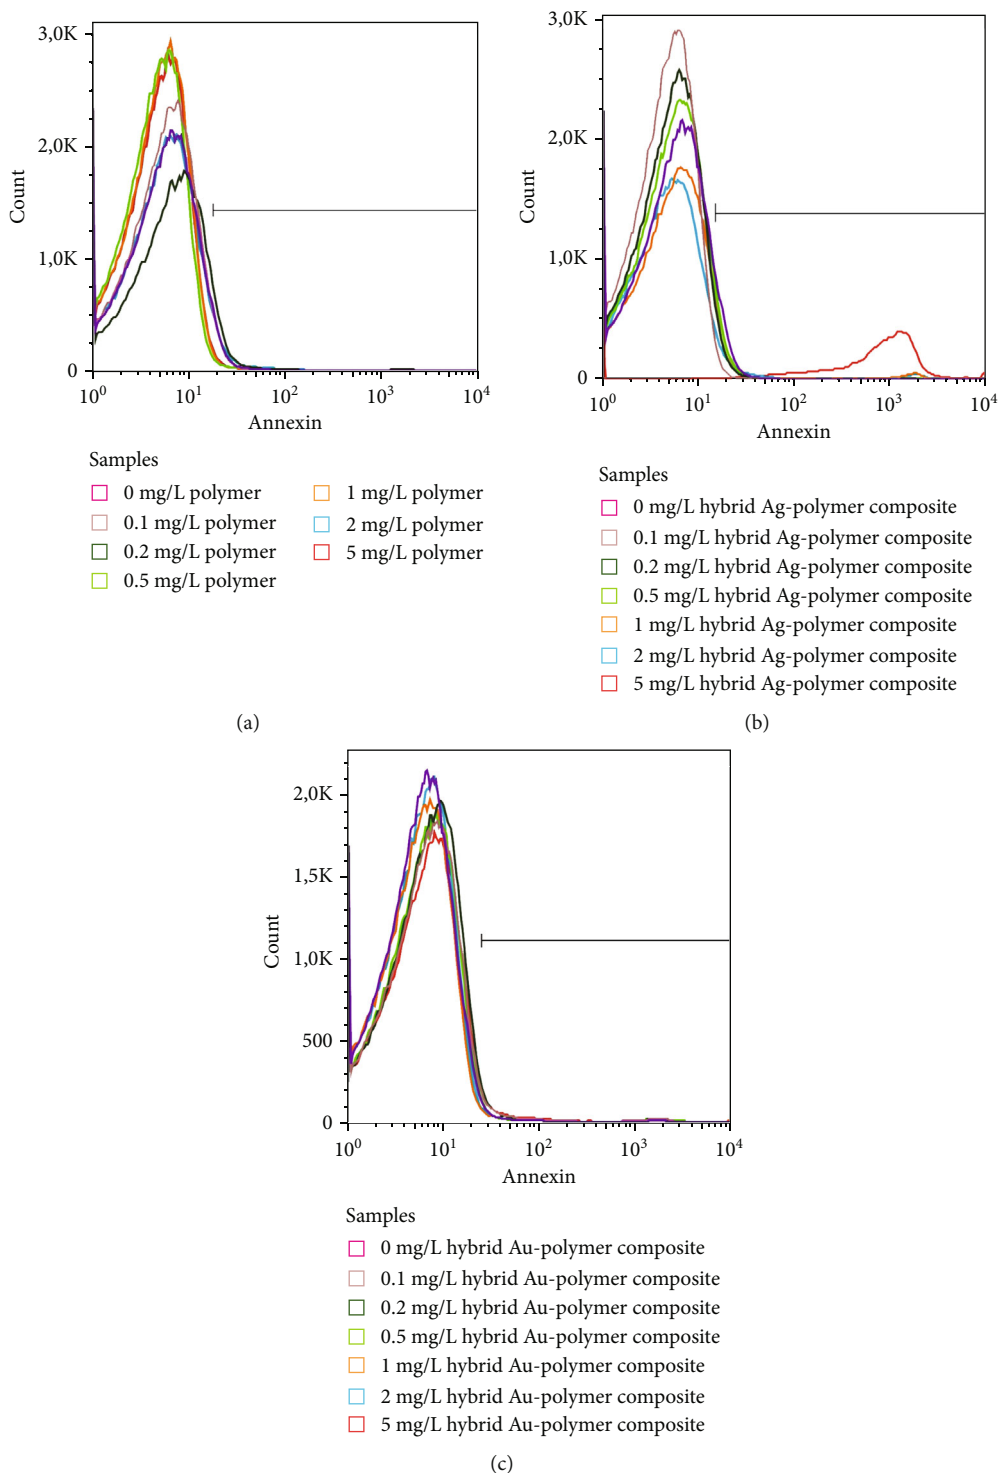 3,0K
2,0K
1,0K
0
Count
10⁰
10¹
10²
10³
10⁴
Annexin
Samples
0 mg/L polymer
0.1 mg/L polymer
0.2 mg/L polymer
0.5 mg/L polymer
1 mg/L polymer
2 mg/L polymer
5 mg/L polymer
(a)
3,0K
2,0K
1,0K
0
Count
10⁰
10¹
10²
10³
10⁴
Annexin
Samples
0 mg/L hybrid Ag-polymer composite
0.1 mg/L hybrid Ag-polymer composite
0.2 mg/L hybrid Ag-polymer composite
0.5 mg/L hybrid Ag-polymer composite
1 mg/L hybrid Ag-polymer composite
2 mg/L hybrid Ag-polymer composite
5 mg/L hybrid Ag-polymer composite
(b)
2,0K
1,5K
1,0K
500
0
Count
10⁰
10¹
10²
10³
10⁴
Annexin
Samples
0 mg/L hybrid Au-polymer composite
0.1 mg/L hybrid Au-polymer composite
0.2 mg/L hybrid Au-polymer composite
0.5 mg/L hybrid Au-polymer composite
1 mg/L hybrid Au-polymer composite
2 mg/L hybrid Au-polymer composite
5 mg/L hybrid Au-polymer composite
(c)